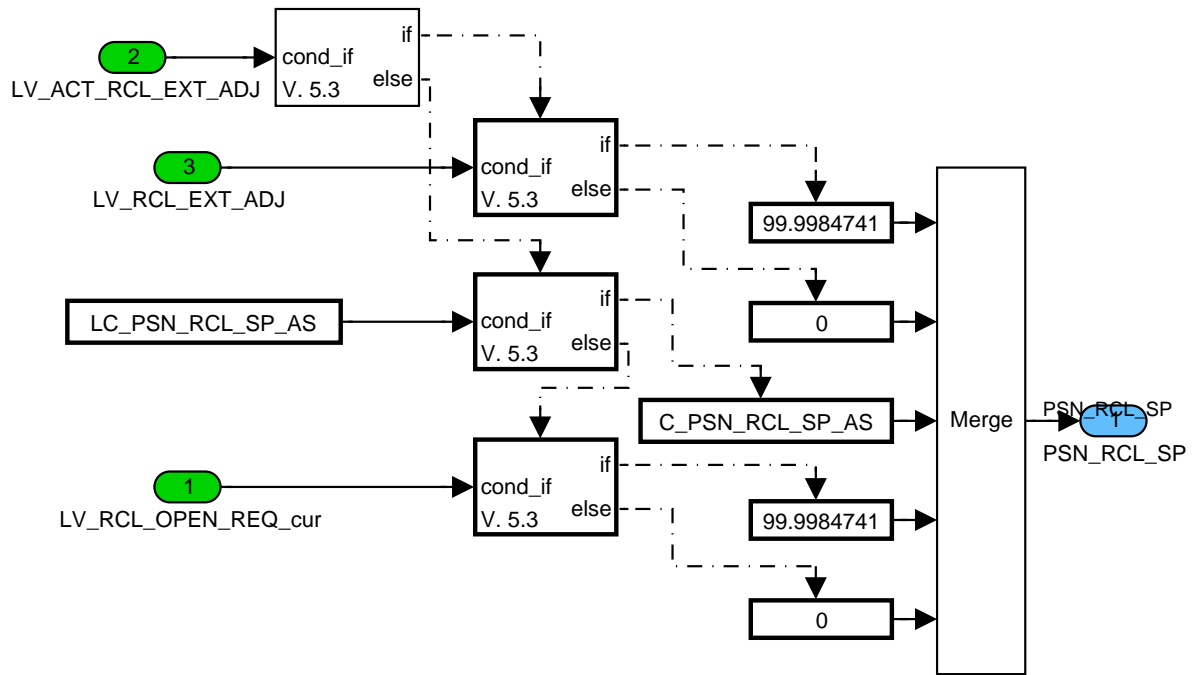 if
2
cond_if
else
LV_ACT_RCL_EXT_ADJ
V. 5.3
if
3
cond_if
else
LV_RCL_EXT_ADJ
V. 5.3
99.9984741
if
LC_PSN_RCL_SP_AS
cond_if
0
else
V. 5.3
PSN_RCL_SP
C_PSN_RCL_SP_AS
Merge
1
PSN_RCL_SP
if
1
cond_if
else
LV_RCL_OPEN_REQ_cur
V. 5.3
99.9984741
0